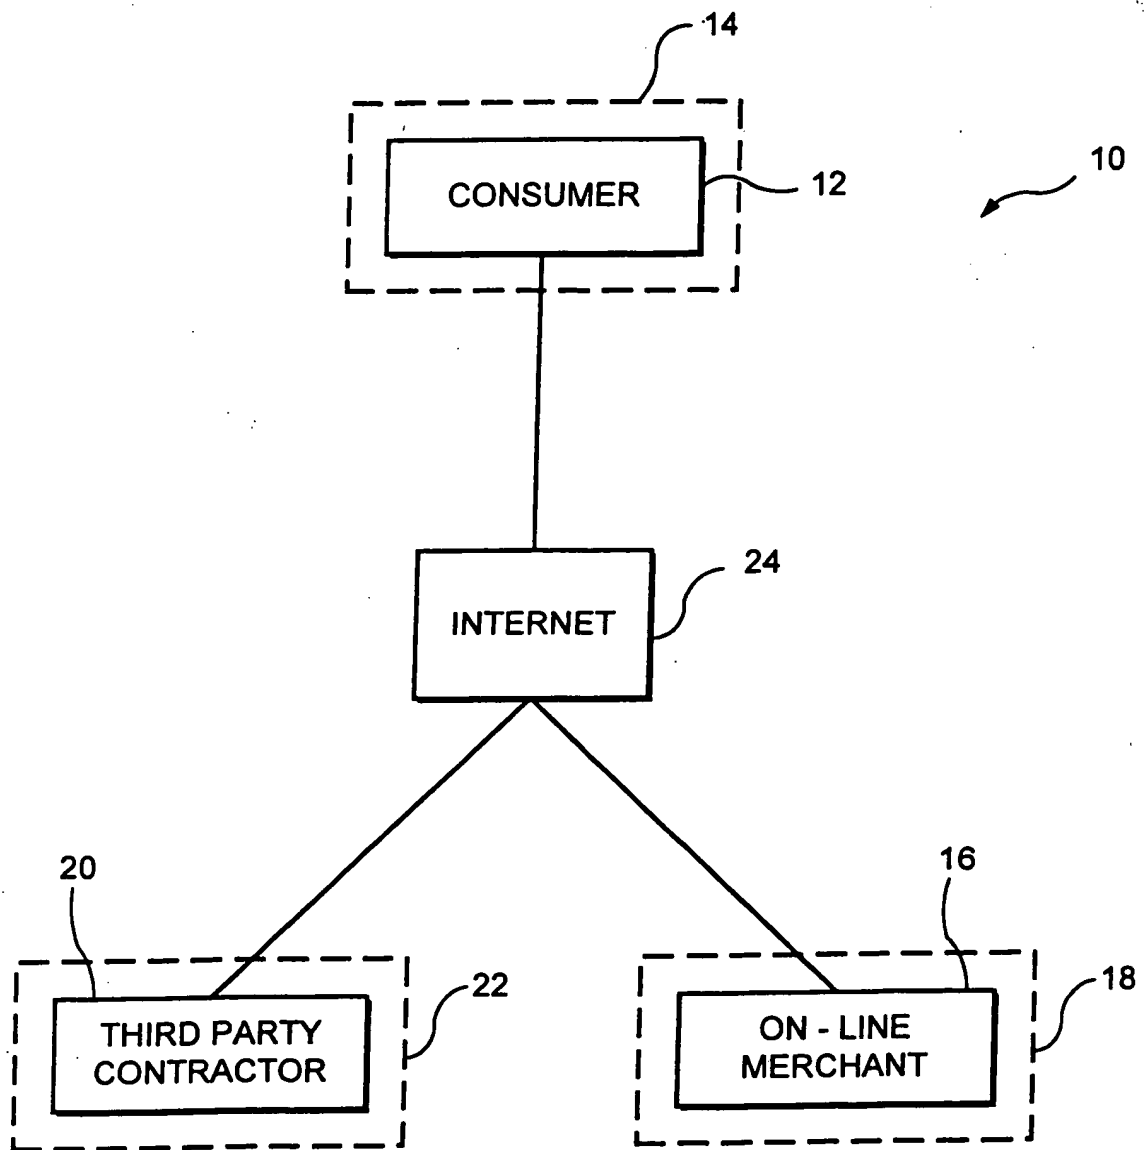 14
CONSUMER
12
10
24
INTERNET
20
16
22
18
THIRD PARTY
CONTRACTOR
ON - LINE
MERCHANT